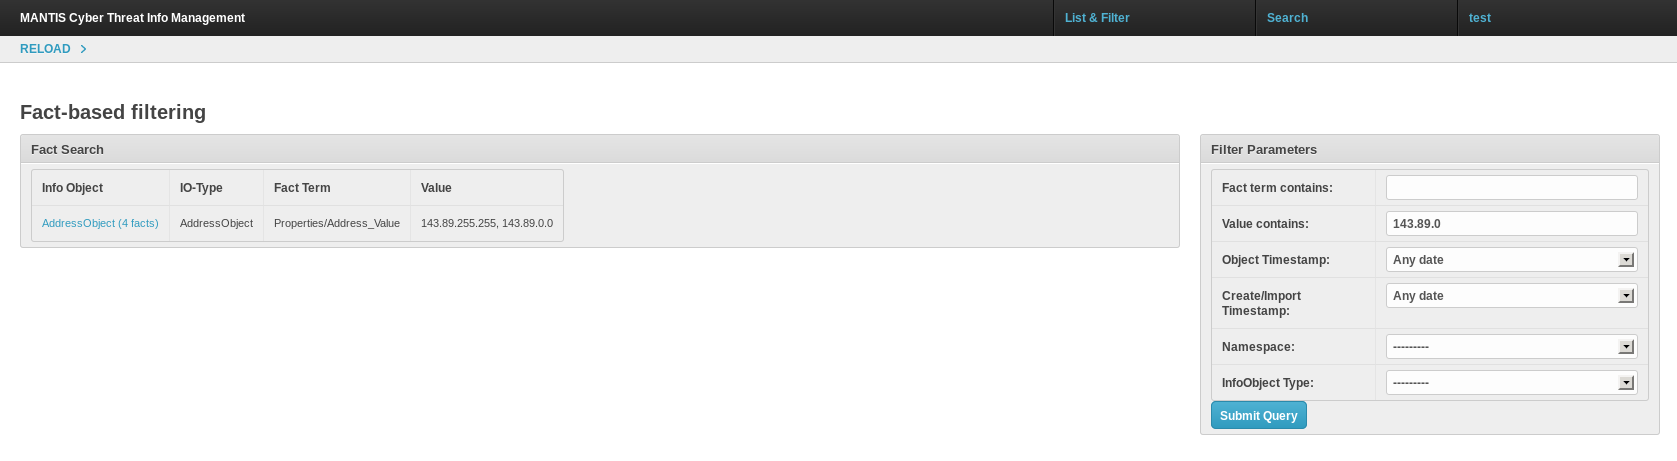 MANTIS Cyber Threat Info Management
List & Filter
Search
test
RELOAD
Fact-based filtering
Fact Search
Info Object IO-Type Fact Term Value
AddressObject (4 facts) AddressObject Properties/Address_Value 143.89.255.255, 143.89.0.0
Filter Parameters
Fact term contains:
Value contains: 143.89.0
Object Timestamp: Any date
Create/Import Any date
Timestamp:
Namespace: ---------
InfoObject Type: ---------
Submit Query